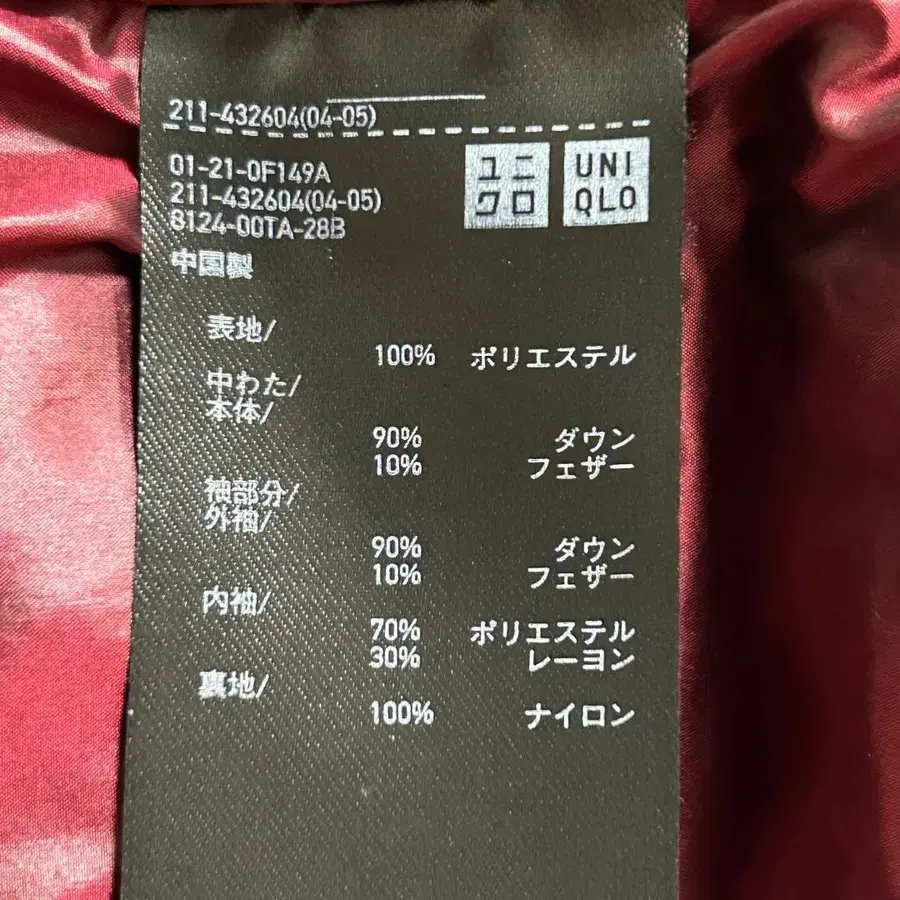 211-432604(04-05)
01-21-0F149A
211-432604(04-05)
8124-00TA-28B
中国製
ユニ
クロ
UNI
QLO
表地/
100% ポリエステル
中わた/
本体/
90% ダウン
10% フェザー
袖部分/
外袖/
90% ダウン
10% フェザー
内袖/
70% ポリエステル
30% レーヨン
裏地/
100% ナイロン